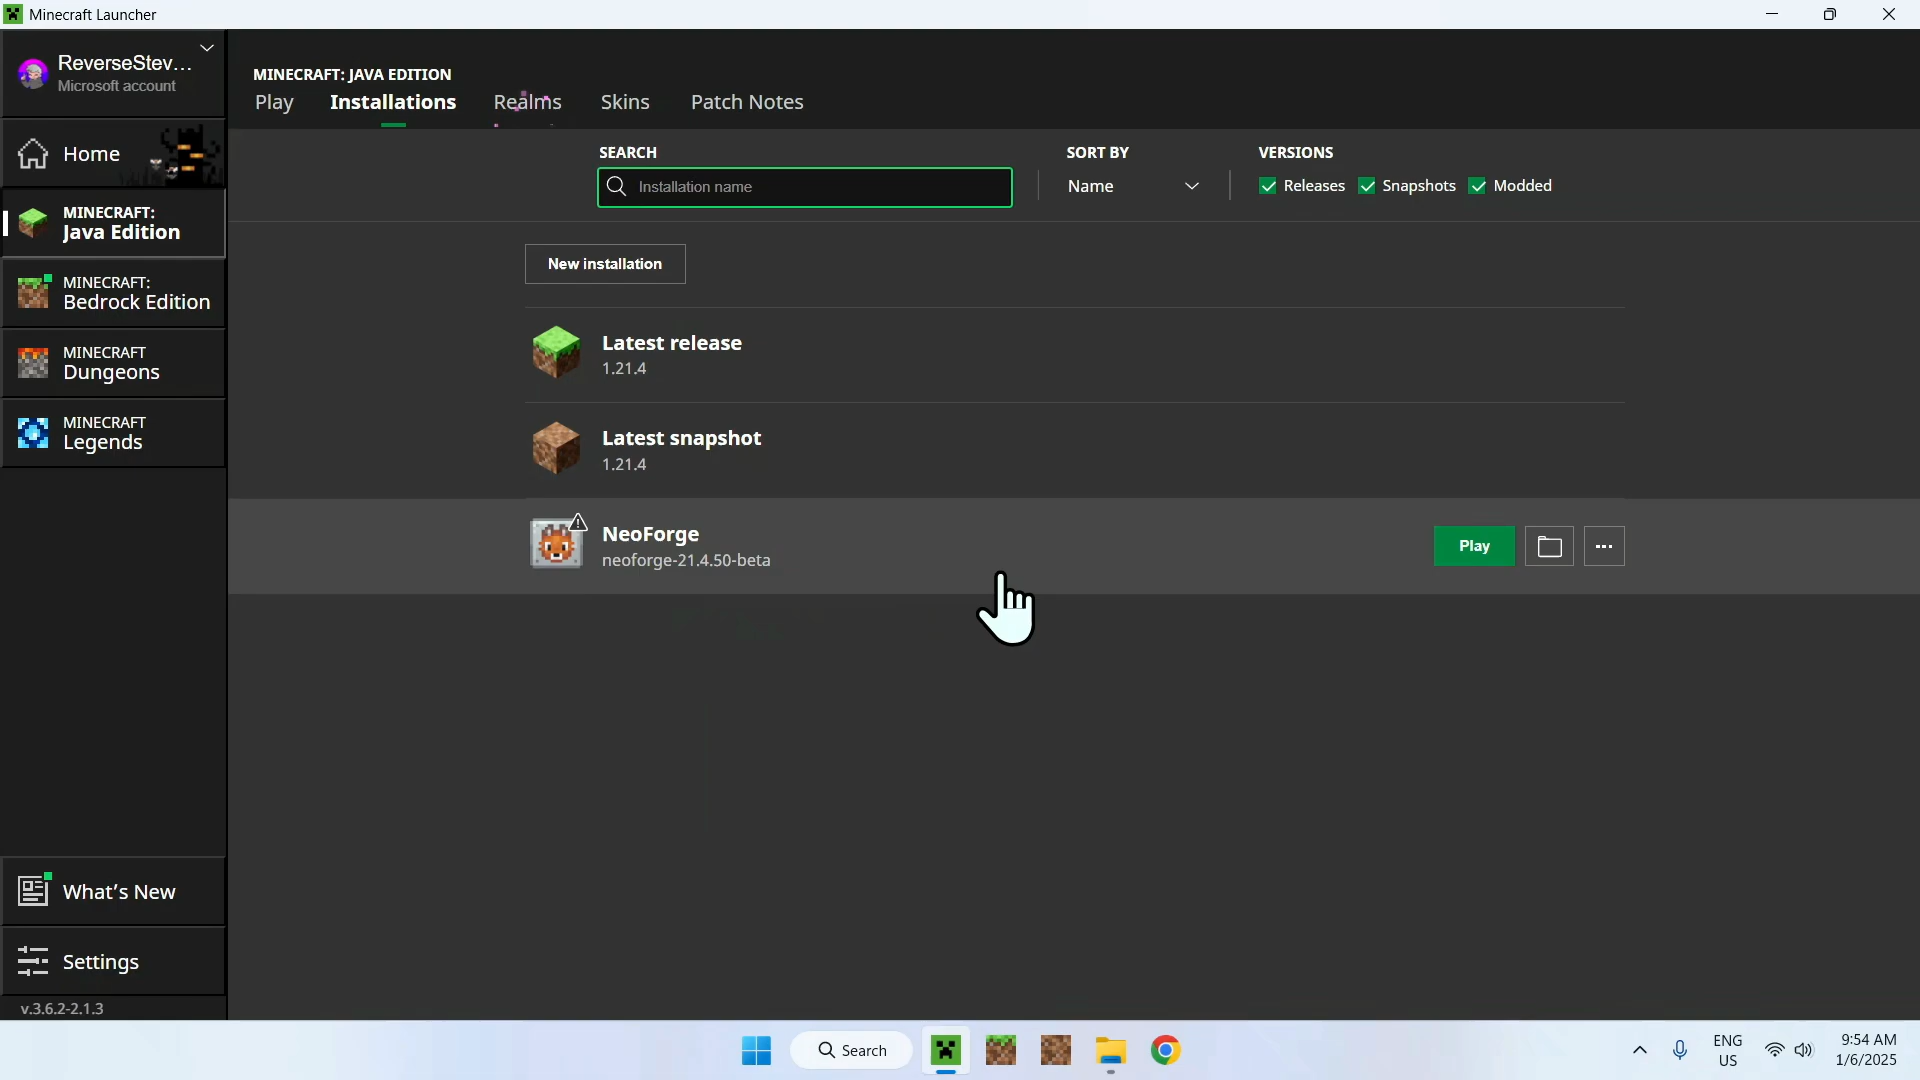 Minecraft Launcher
ReverseStev...
Microsoft account
Home
MINECRAFT:
Java Edition
MINECRAFT:
Bedrock Edition
MINECRAFT
Dungeons
MINECRAFT
Legends
What's New
Settings
v.3.6.2-2.1.3
MINECRAFT: JAVA EDITION
Play Installations Realms Skins Patch Notes
SEARCH
Installation name
SORT BY
Name
VERSIONS
Releases Snapshots Modded
New installation
Latest release
1.21.4
Latest snapshot
1.21.4
NeoForge
neoforge-21.4.50-beta
Play
Search
ENG
US
9:54 AM
1/6/2025